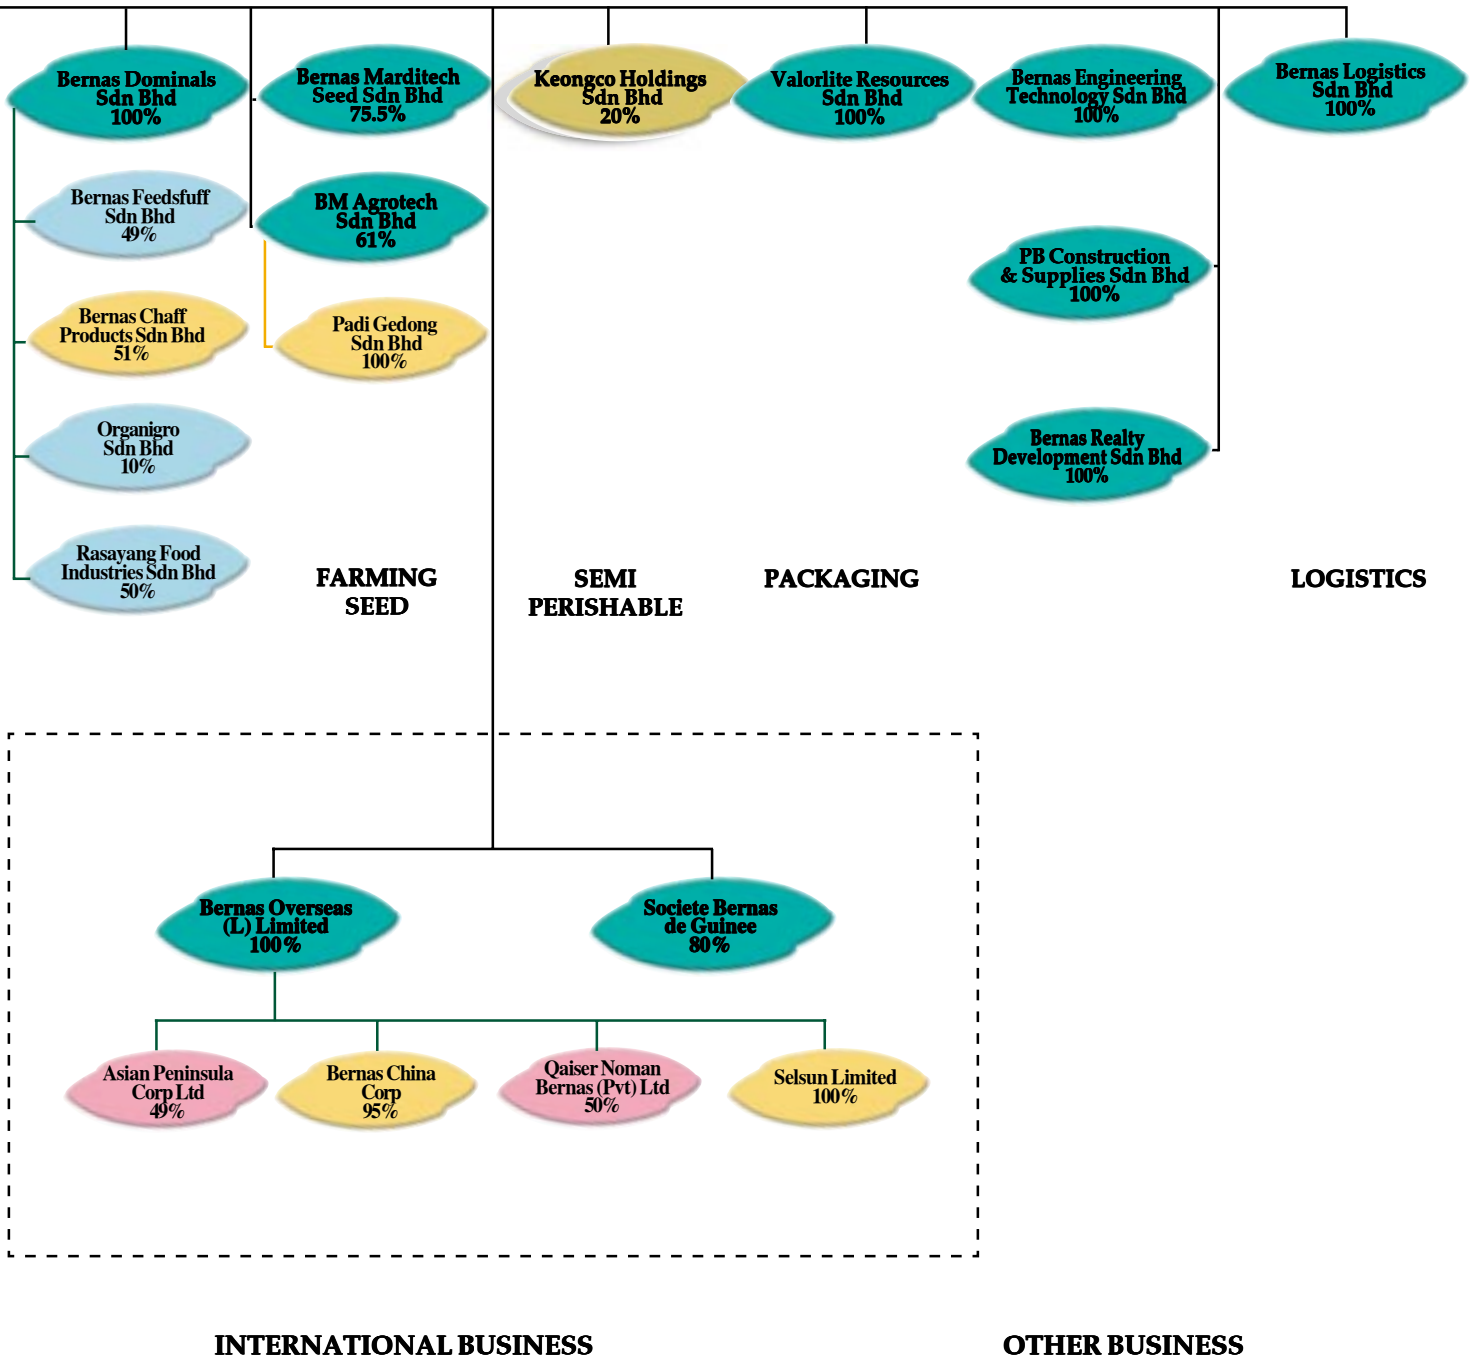 Bernas Dominals
Sdn Bhd
100%
Bernas Marditech
Seed Sdn Bhd
75.5%
Keongco Holdings
Sdn Bhd
20%
Valorlite Resources
Sdn Bhd
100%
Bernas Engineering
Technology Sdn Bhd
100%
Bernas Logistics
Sdn Bhd
100%
Bernas Feedsfuff
Sdn Bhd
49%
BM Agrotech
Sdn Bhd
61%
PB Construction
& Supplies Sdn Bhd
100%
Bernas Chaff
Products Sdn Bhd
51%
Padi Gedong
Sdn Bhd
100%
Organigro
Sdn Bhd
10%
Bernas Realty
Development Sdn Bhd
100%
Rasayang Food
Industries Sdn Bhd
50%
FARMING
SEED
SEMI
PERISHABLE
PACKAGING
LOGISTICS
Bernas Overseas
(L) Limited
100%
Societe Bernas
de Guinee
80%
Asian Peninsula
Corp Ltd
49%
Bernas China
Corp
95%
Qaiser Noman
Bernas (Pvt) Ltd
50%
Selsun Limited
100%
INTERNATIONAL BUSINESS
OTHER BUSINESS